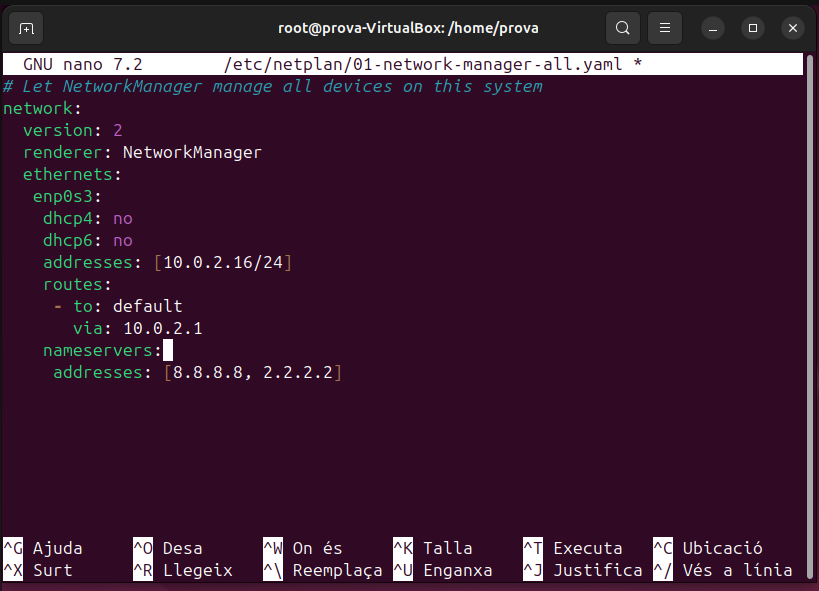 root@prova-VirtualBox: /home/prova
GNU nano 7.2 /etc/netplan/01-network-manager-all.yaml *
# Let NetworkManager manage all devices on this system
network:
  version: 2
  renderer: NetworkManager
  ethernets:
   enp0s3:
    dhcp4: no
    dhcp6: no
    addresses: [10.0.2.16/24]
    routes:
     - to: default
       via: 10.0.2.1
    nameservers:
     addresses: [8.8.8.8, 2.2.2.2]
^G Ajuda ^O Desa ^W On és ^K Talla ^T Executa ^C Ubicació
^X Surt ^R Llegeix ^\ Reemplaça ^U Enganxa ^J Justifica ^/ Vés a línia